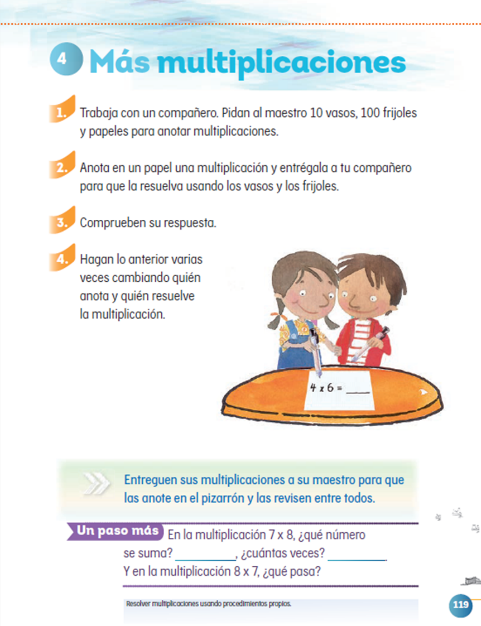 4 Más multiplicaciones
1. Trabaja con un compañero. Pidan al maestro 10 vasos, 100 frijoles
y papeles para anotar multiplicaciones.
2. Anota en un papel una multiplicación y entrégala a tu compañero
para que la resuelva usando los vasos y los frijoles.
3. Comprueben su respuesta.
4. Hagan lo anterior varias
veces cambiando quién
anota y quién resuelve
la multiplicación.
4 x 6 = ___
Entreguen sus multiplicaciones a su maestro para que
las anote en el pizarrón y las revisen entre todos.
Un paso más En la multiplicación 7 x 8, ¿qué número
se suma? __________, ¿cuántas veces? __________.
Y en la multiplicación 8 x 7, ¿qué pasa?
Resolver multiplicaciones usando procedimientos propios.
119